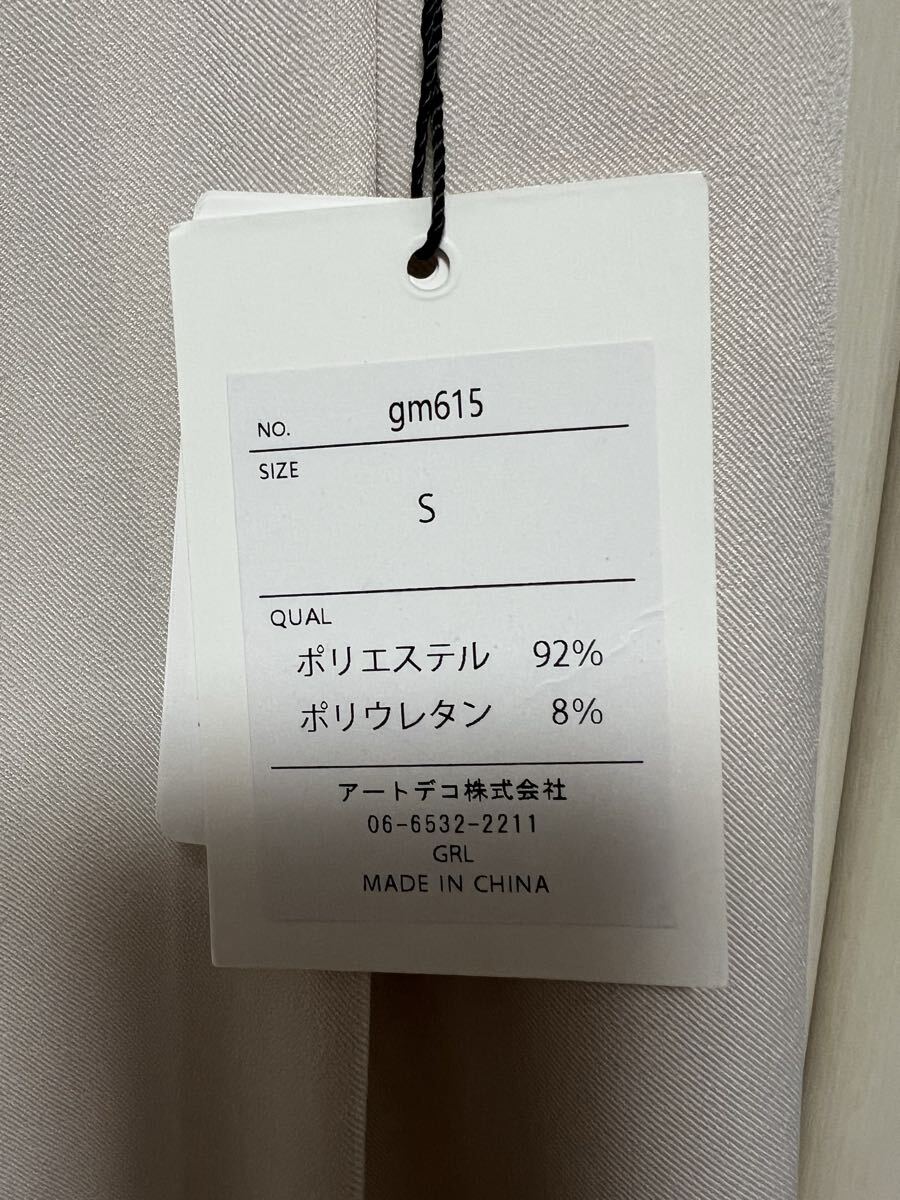 NO. gm615
SIZE
S
QUAL
ポリエステル 92%
ポリウレタン 8%
アートデコ株式会社
06-6532-2211
GRL
MADE IN CHINA